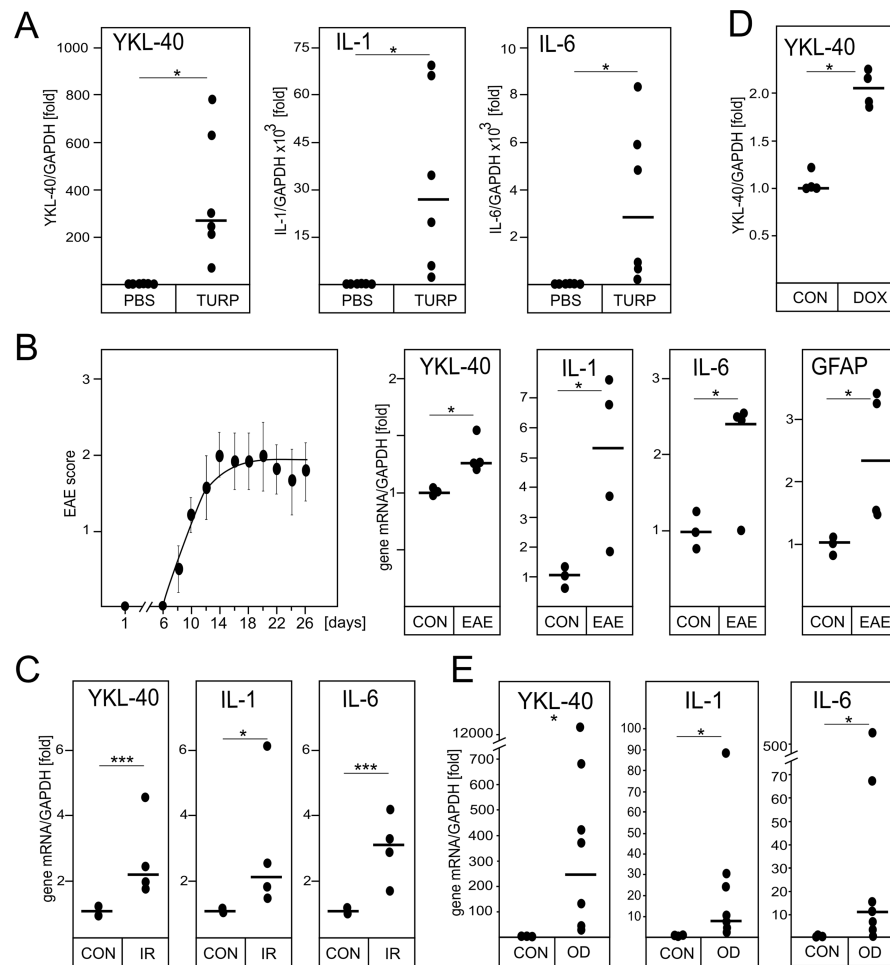 A
YKL-40
YKL-40/GAPDH [fold]
1000
800
600
400
200
*
PBS
TURP
IL-1
IL-1/GAPDH x10³ [fold]
75
45
30
15
*
PBS
TURP
IL-6
IL-6/GAPDH x10³ [fold]
10
8
6
4
2
*
PBS
TURP
D
YKL-40
YKL-40/GAPDH [fold]
2.0
1.5
1.0
0.5
*
CON
DOX
B
EAE score
3
2
1
1
6
10
14
18
22
26
[days]
YKL-40
gene mRNA/GAPDH [fold]
2
1
*
CON
EAE
IL-1
7
6
5
4
3
2
1
*
CON
EAE
IL-6
3
2
1
*
CON
EAE
GFAP
3
2
1
*
CON
EAE
C
YKL-40
gene mRNA/GAPDH [fold]
6
4
2
***
CON
IR
IL-1
6
4
2
*
CON
IR
IL-6
6
4
2
***
CON
IR
E
YKL-40
gene mRNA/GAPDH [fold]
12000
700
600
500
400
300
200
100
*
CON
OD
IL-1
100
90
80
70
60
50
40
30
20
10
*
CON
OD
IL-6
500
70
60
50
40
30
20
10
*
CON
OD